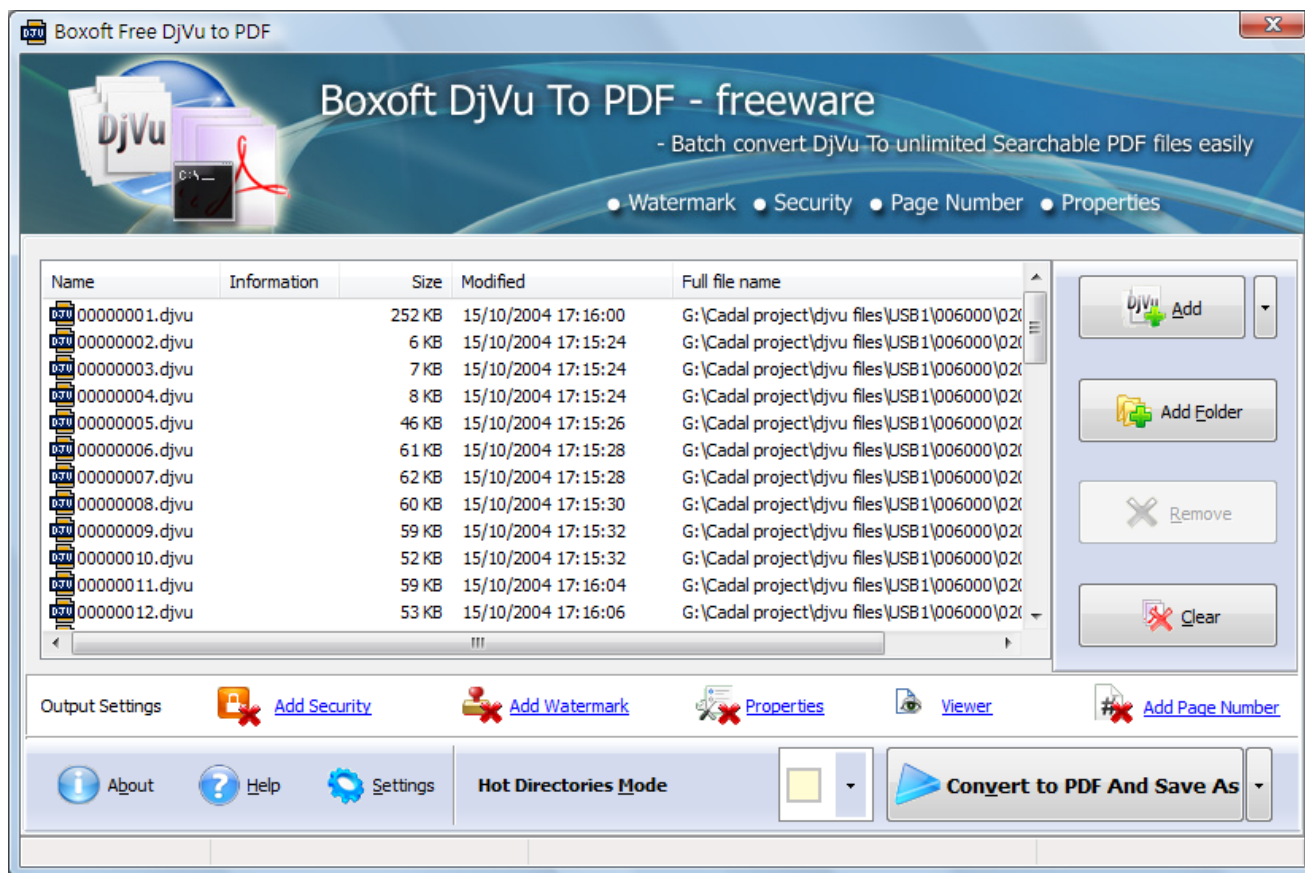 Boxoft Free DjVu to PDF
DjVu
C:\_
Boxoft DjVu To PDF - freeware
- Batch convert DjVu To unlimited Searchable PDF files easily
● Watermark ● Security ● Page Number ● Properties
Name Information Size Modified Full file name
00000001.djvu 252 KB 15/10/2004 17:16:00 G:\Cadal project\djvu files\USB1\006000\020
00000002.djvu 6 KB 15/10/2004 17:15:24 G:\Cadal project\djvu files\USB1\006000\020
00000003.djvu 7 KB 15/10/2004 17:15:24 G:\Cadal project\djvu files\USB1\006000\020
00000004.djvu 8 KB 15/10/2004 17:15:24 G:\Cadal project\djvu files\USB1\006000\020
00000005.djvu 46 KB 15/10/2004 17:15:26 G:\Cadal project\djvu files\USB1\006000\020
00000006.djvu 61 KB 15/10/2004 17:15:28 G:\Cadal project\djvu files\USB1\006000\020
00000007.djvu 62 KB 15/10/2004 17:15:28 G:\Cadal project\djvu files\USB1\006000\020
00000008.djvu 60 KB 15/10/2004 17:15:30 G:\Cadal project\djvu files\USB1\006000\020
00000009.djvu 59 KB 15/10/2004 17:15:32 G:\Cadal project\djvu files\USB1\006000\020
00000010.djvu 52 KB 15/10/2004 17:15:32 G:\Cadal project\djvu files\USB1\006000\020
00000011.djvu 59 KB 15/10/2004 17:16:04 G:\Cadal project\djvu files\USB1\006000\020
00000012.djvu 53 KB 15/10/2004 17:16:06 G:\Cadal project\djvu files\USB1\006000\020
DjVu Add
Add Folder
Remove
Clear
Output Settings Add Security Add Watermark Properties Viewer # Add Page Number
About Help Settings Hot Directories Mode Convert to PDF And Save As